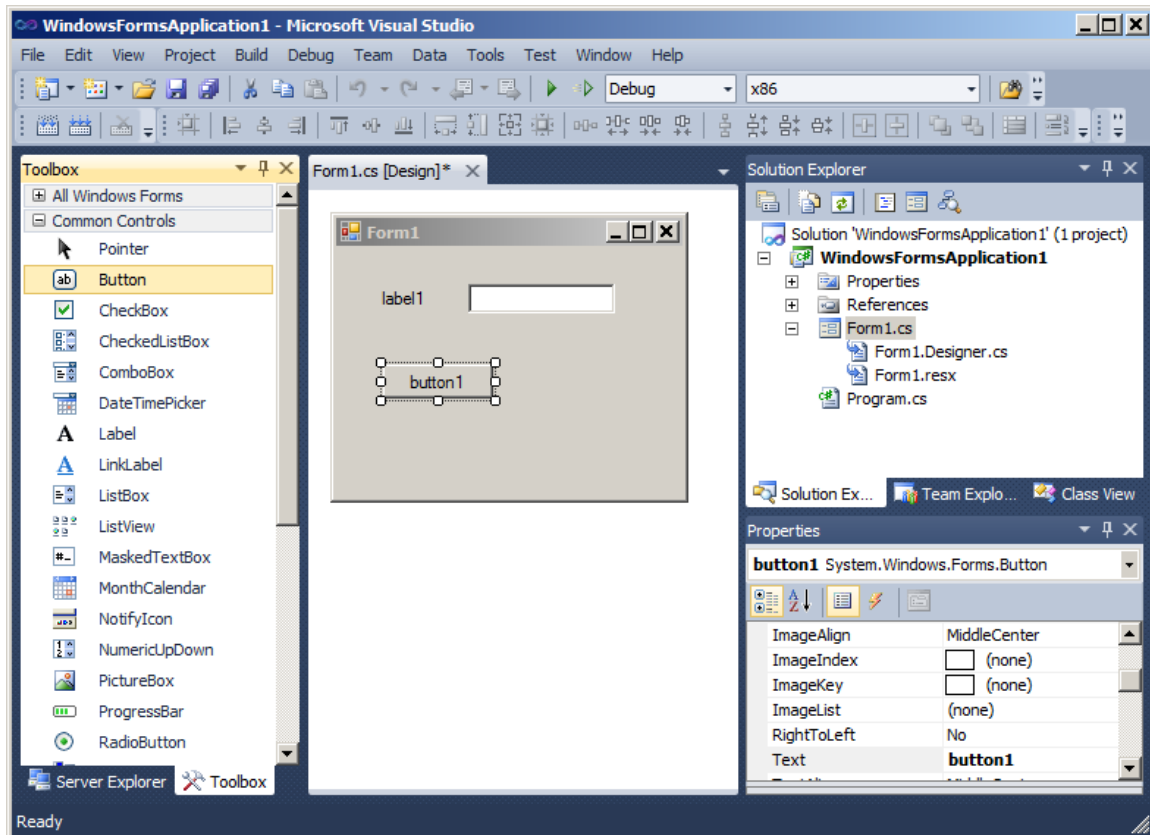 WindowsFormsApplication1 - Microsoft Visual Studio
File Edit View Project Build Debug Team Data Tools Test Window Help
Debug x86
Toolbox
All Windows Forms
Common Controls
Pointer
ab Button
CheckBox
CheckedListBox
ComboBox
DateTimePicker
A Label
A LinkLabel
ListBox
ListView
#_ MaskedTextBox
MonthCalendar
NotifyIcon
NumericUpDown
PictureBox
ProgressBar
RadioButton
Server Explorer Toolbox
Form1.cs [Design]*
Form1
label1
button1
Solution Explorer
Solution 'WindowsFormsApplication1' (1 project)
WindowsFormsApplication1
Properties
References
Form1.cs
Form1.Designer.cs
Form1.resx
Program.cs
Solution Ex... Team Explo... Class View
Properties
button1 System.Windows.Forms.Button
ImageAlign MiddleCenter
ImageIndex (none)
ImageKey (none)
ImageList (none)
RightToLeft No
Text button1
Ready